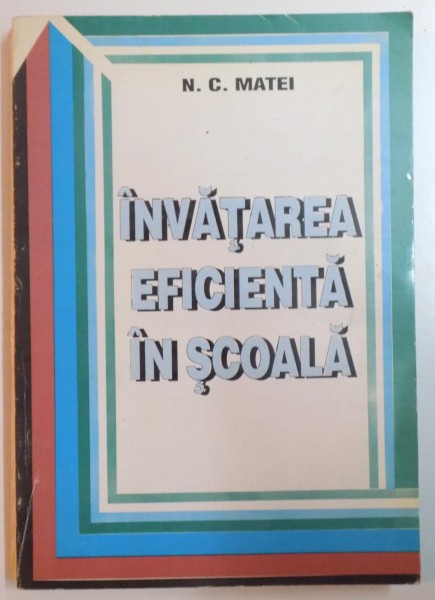 N. C. MATEI
ÎNVĂȚAREA
EFICIENTĂ
ÎN ȘCOALĂ